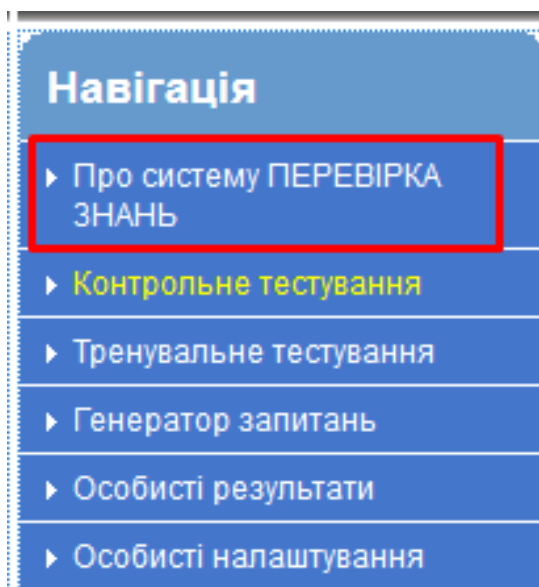 Навігація
Про систему ПЕРЕВІРКА
ЗНАНЬ
Контрольне тестування
Тренувальне тестування
Генератор запитань
Особисті результати
Особисті налаштування